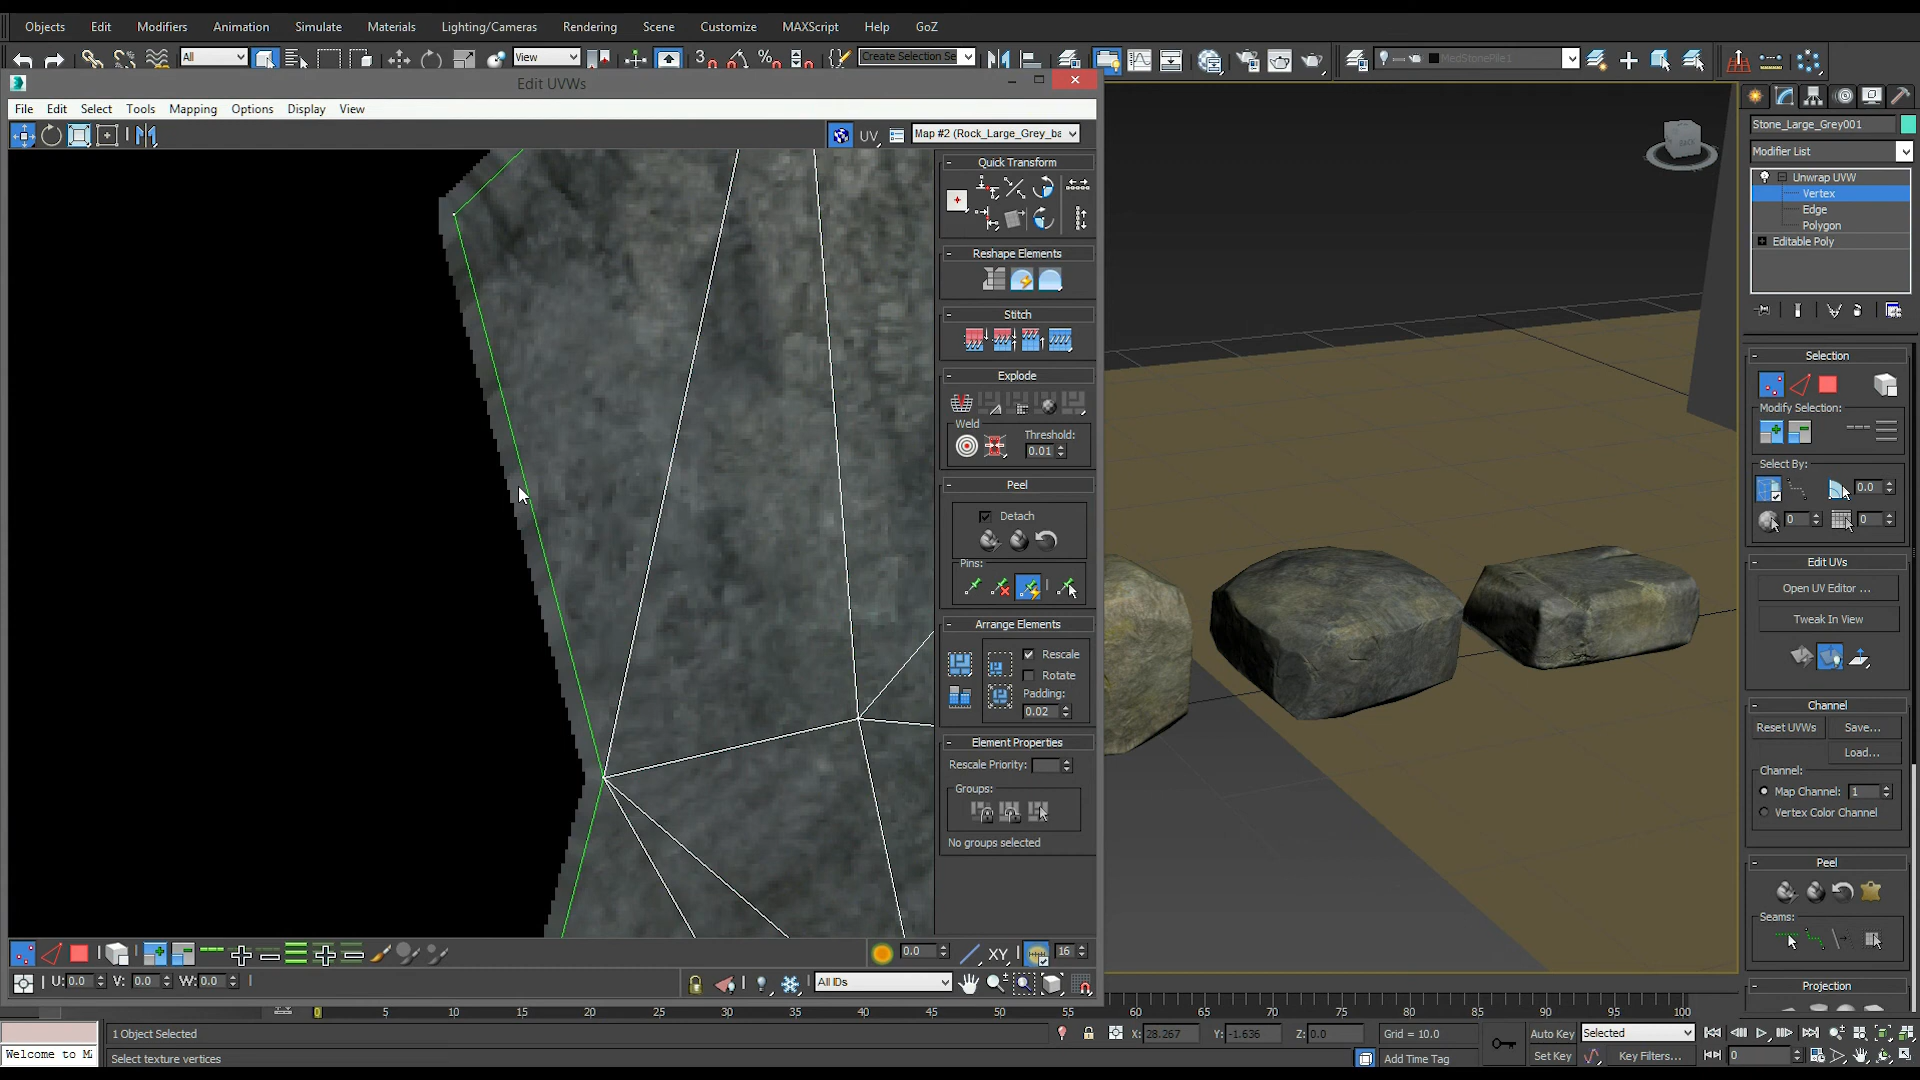 Objects Edit Modifiers Animation Simulate Materials Lighting/Cameras Rendering Scene Customize MAXScript Help GoZ
All View 3 Create Selection Se MedStonePile1
Edit UVWs
File Edit Select Tools Mapping Options Display View
UV Map #2 (Rock_Large_Grey_ba
Quick Transform
Reshape Elements
Stitch
Explode
Weld
Threshold:
0.01
Peel
Detach
Pins:
Arrange Elements
Rescale
Rotate
Padding:
0.02
Element Properties
Rescale Priority:
Groups:
No groups selected
0.0 XY 16
U: 0.0 V: 0.0 W: 0.0 All IDs
BACK
Stone_Large_Grey001
Modifier List
Unwrap UVW
Vertex
Edge
Polygon
Editable Poly
Selection
Modify Selection:
Select By:
0.0
0 0
Edit UVs
Open UV Editor ...
Tweak In View
Channel
Reset UVWs Save...
Load...
Channel:
Map Channel: 1
Vertex Color Channel
Peel
Seams:
Projection
0 5 10 15 20 25 30 35 40 45 50 55 60 65 70 75 80 85 90 95 100
1 Object Selected X: 28.267 Y: -1.636 Z: 0.0 Grid = 10.0 Auto Key Selected
Welcome to M Select texture vertices Add Time Tag Set Key Key Filters... 0